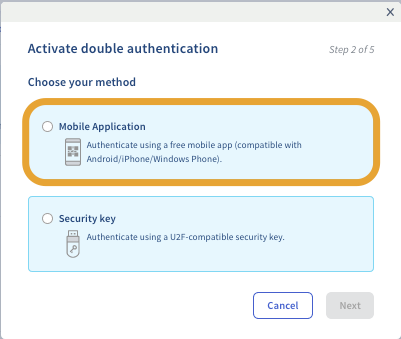 Activate double authentication
Step 2 of 5
Choose your method
Mobile Application
Authenticate using a free mobile app (compatible with
Android/iPhone/Windows Phone).
Security key
Authenticate using a U2F-compatible security key.
Cancel
Next